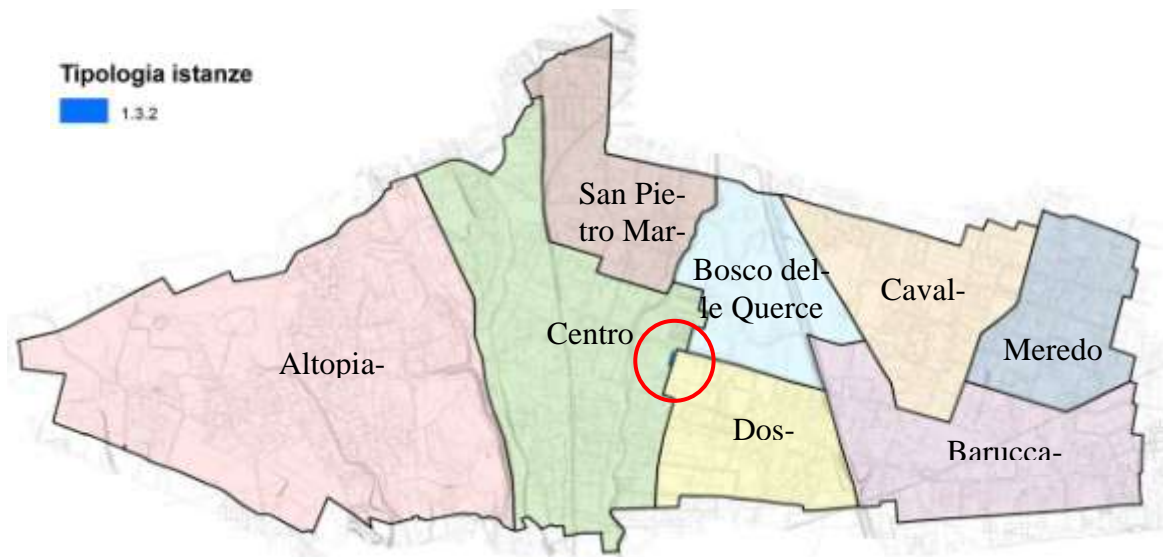 Tipologia istanze
1.3.2
San Pie-
tro Mar-
Bosco del-
le Querce
Caval-
Centro
Meredo
Altopia-
Dos-
Barucca-